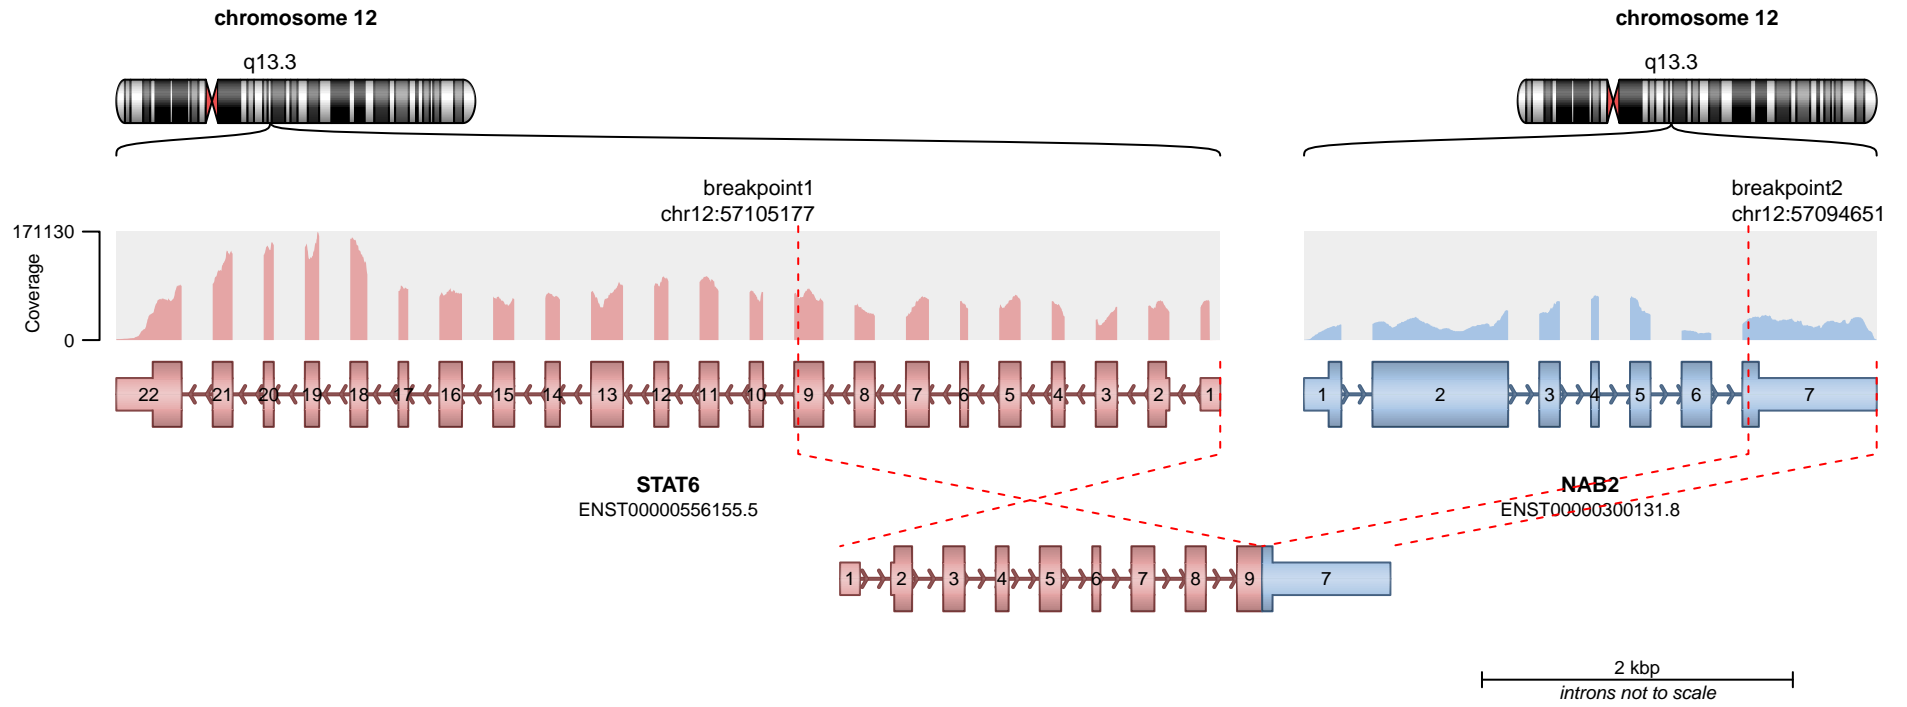 chromosome 12
chromosome 12
q13.3
q13.3
breakpoint1
chr12:57105177
breakpoint2
chr12:57094651
171130
Coverage
0
22 21 20 19 18 17 16 15 14 13 12 11 10 9 8 7 6 5 4 3 2 1
1 2 3 4 5 6 7
STAT6
ENST00000556155.5
NAB2
ENST00000300131.8
1 2 3 4 5 6 7 8 9 7
2 kbp
introns not to scale